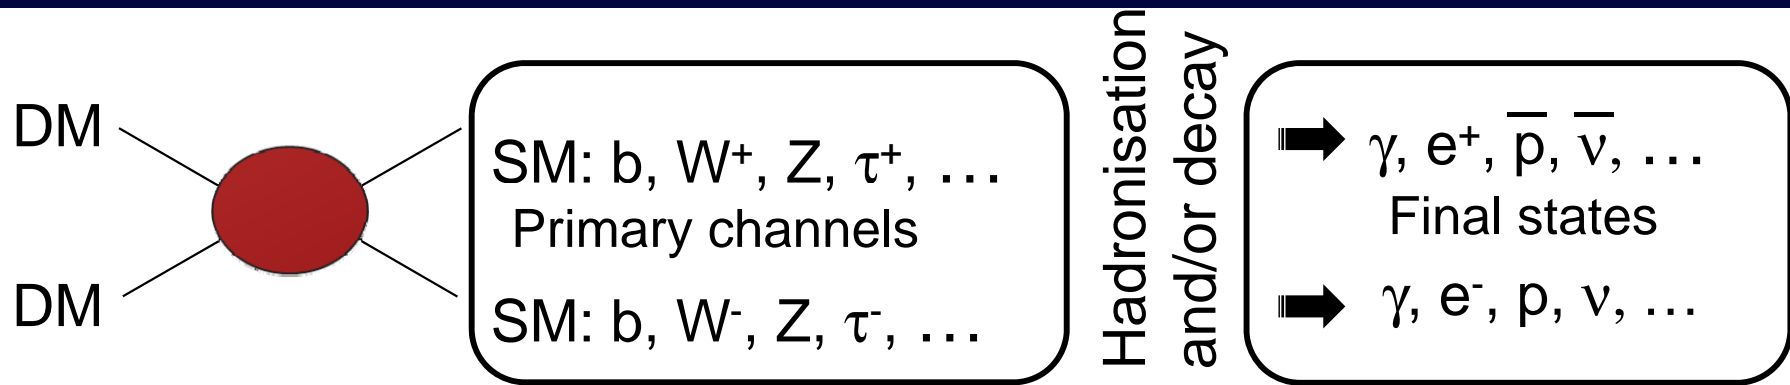 DM
DM
SM: b, W⁺, Z, τ⁺, …
Primary channels
SM: b, W⁻, Z, τ⁻, …
Hadronisation
and/or decay
γ, e⁺, p̅, ν̅, …
Final states
γ, e⁻, p, ν, …